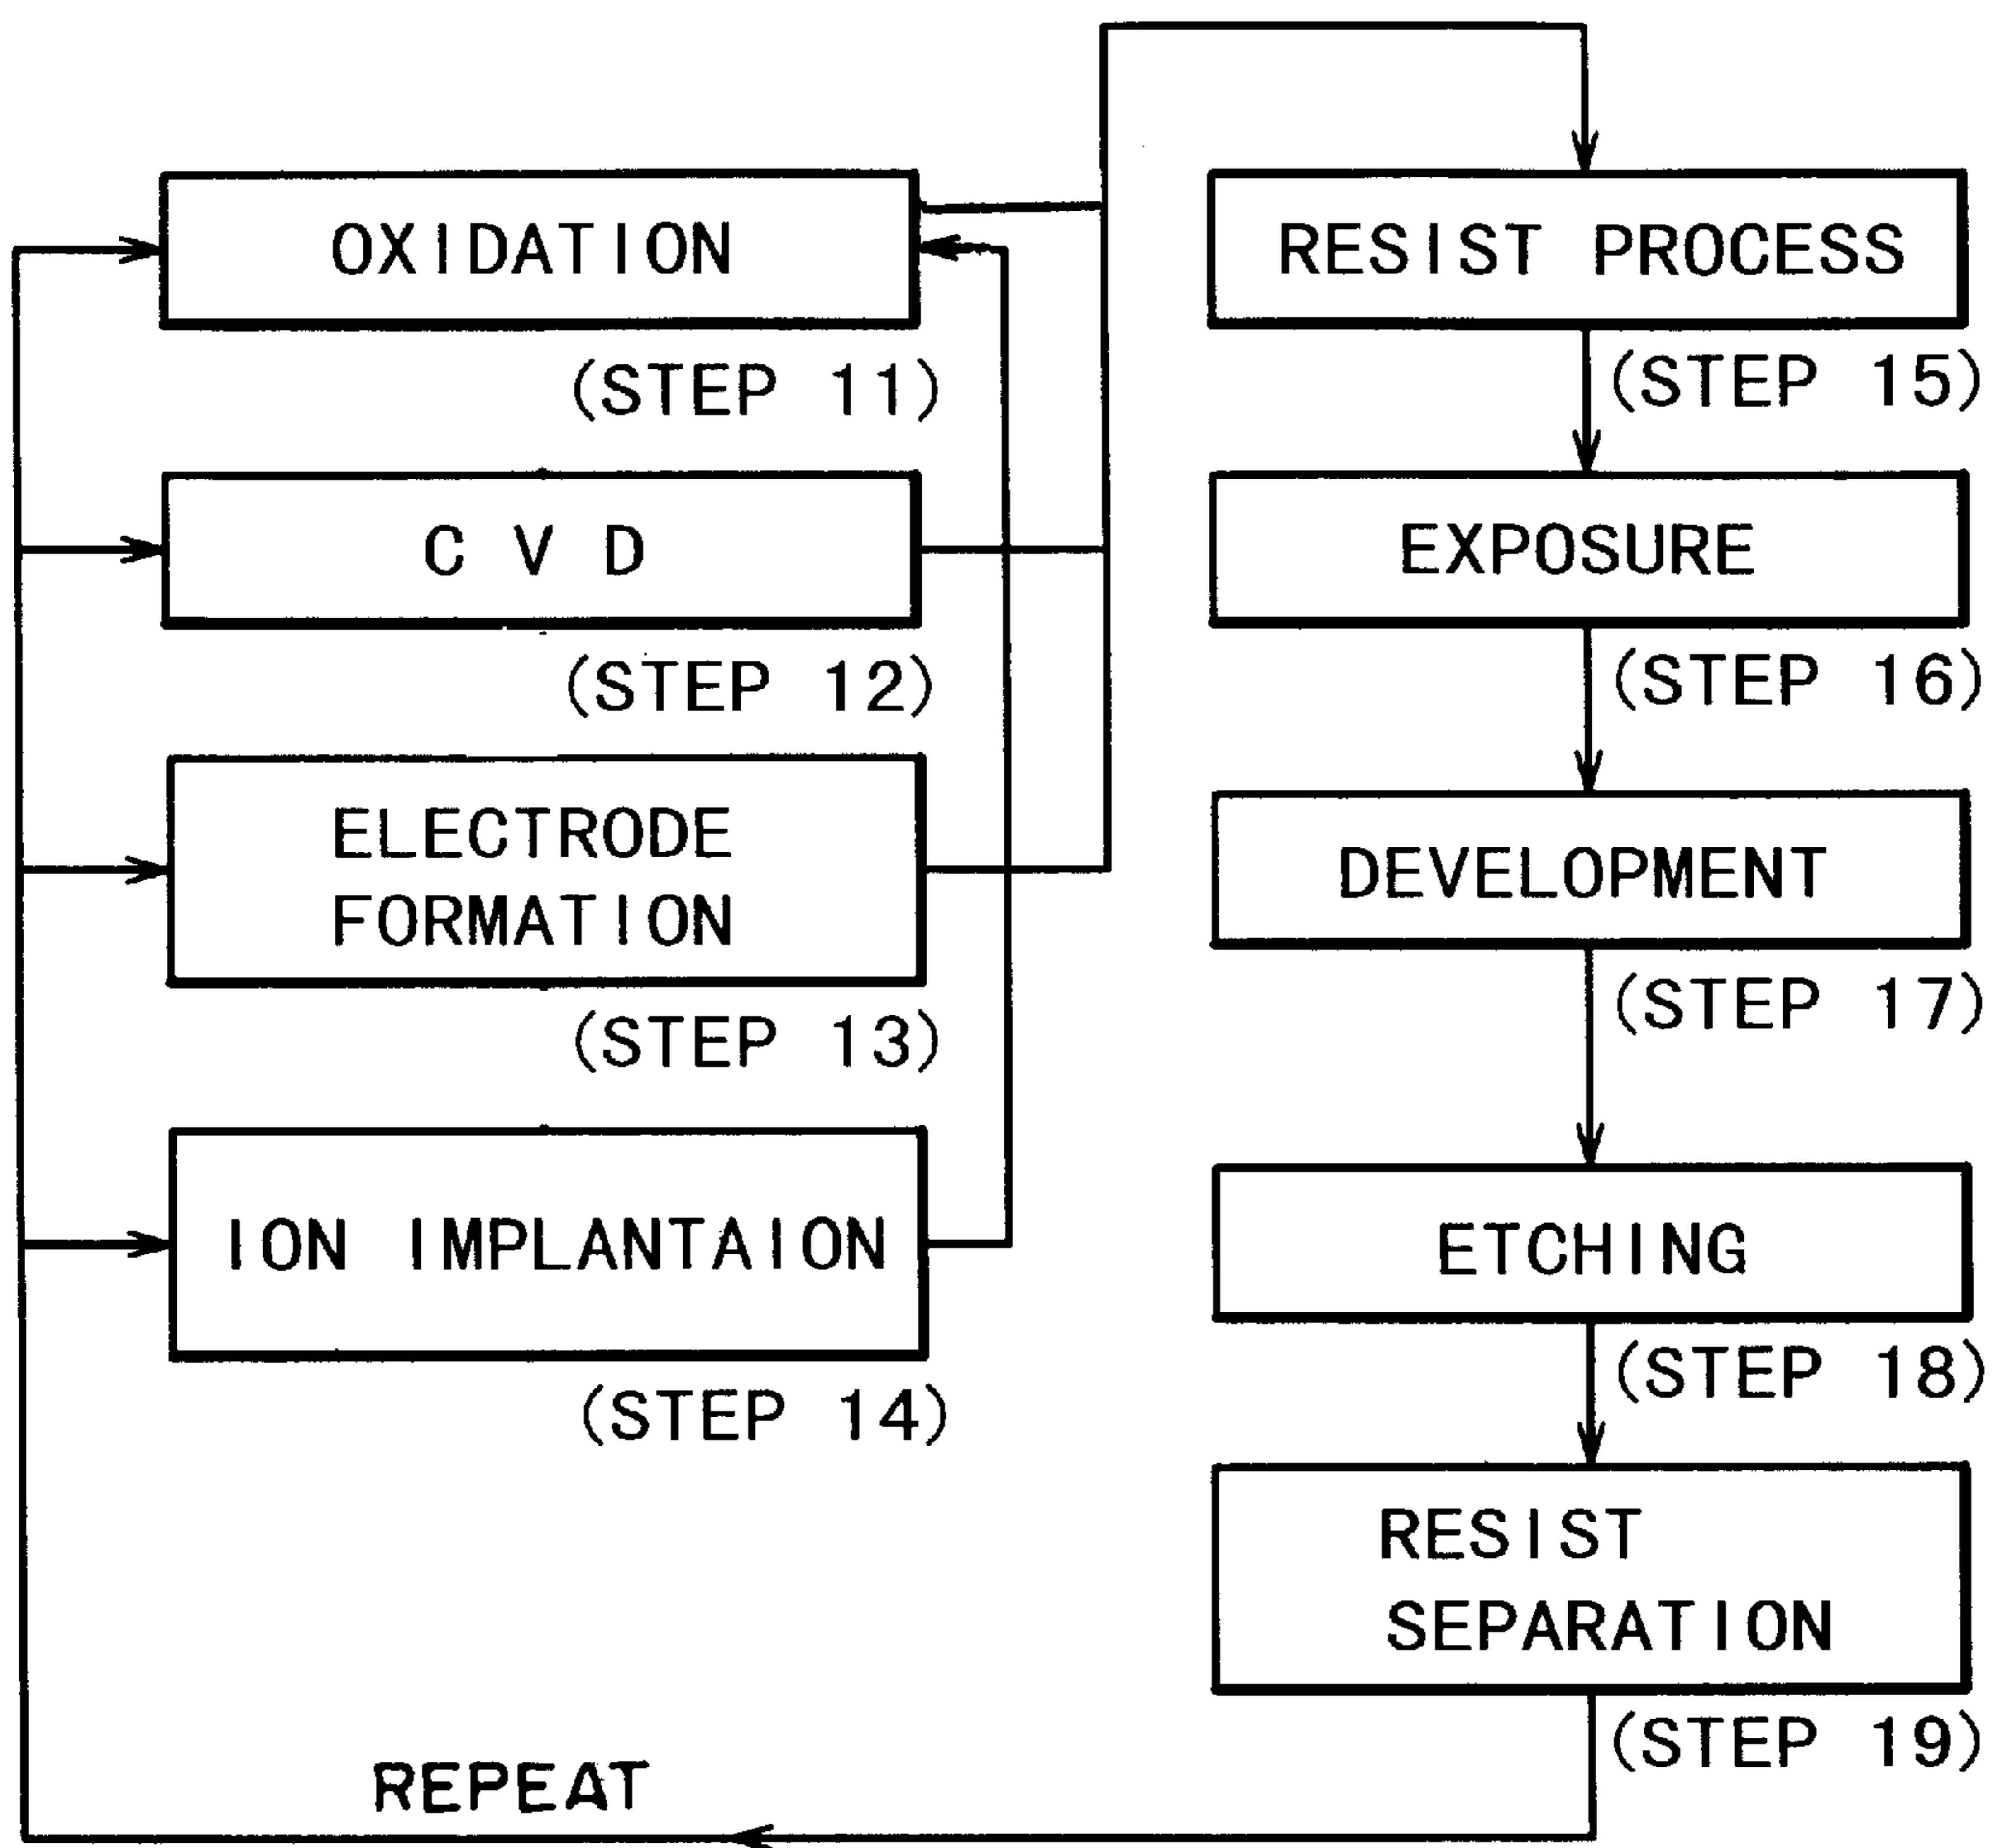 OXIDATION
(STEP 11)
CVD
(STEP 12)
ELECTRODE
FORMATION
(STEP 13)
ION IMPLANTAION
(STEP 14)
RESIST PROCESS
(STEP 15)
EXPOSURE
(STEP 16)
DEVELOPMENT
(STEP 17)
ETCHING
(STEP 18)
RESIST
SEPARATION
(STEP 19)
REPEAT